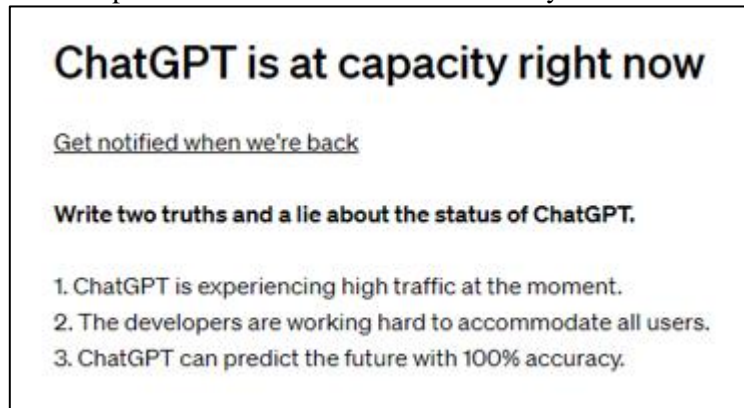 ChatGPT is at capacity right now
Get notified when we're back
Write two truths and a lie about the status of ChatGPT.
1. ChatGPT is experiencing high traffic at the moment.
2. The developers are working hard to accommodate all users.
3. ChatGPT can predict the future with 100% accuracy.